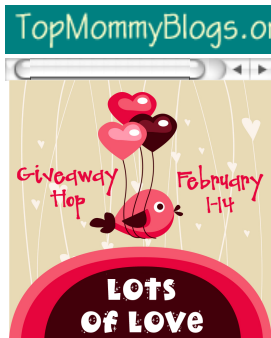 TopMommyBlogs.or
Giveaway
Hop
February
1-14
LOTS
OF LOVE